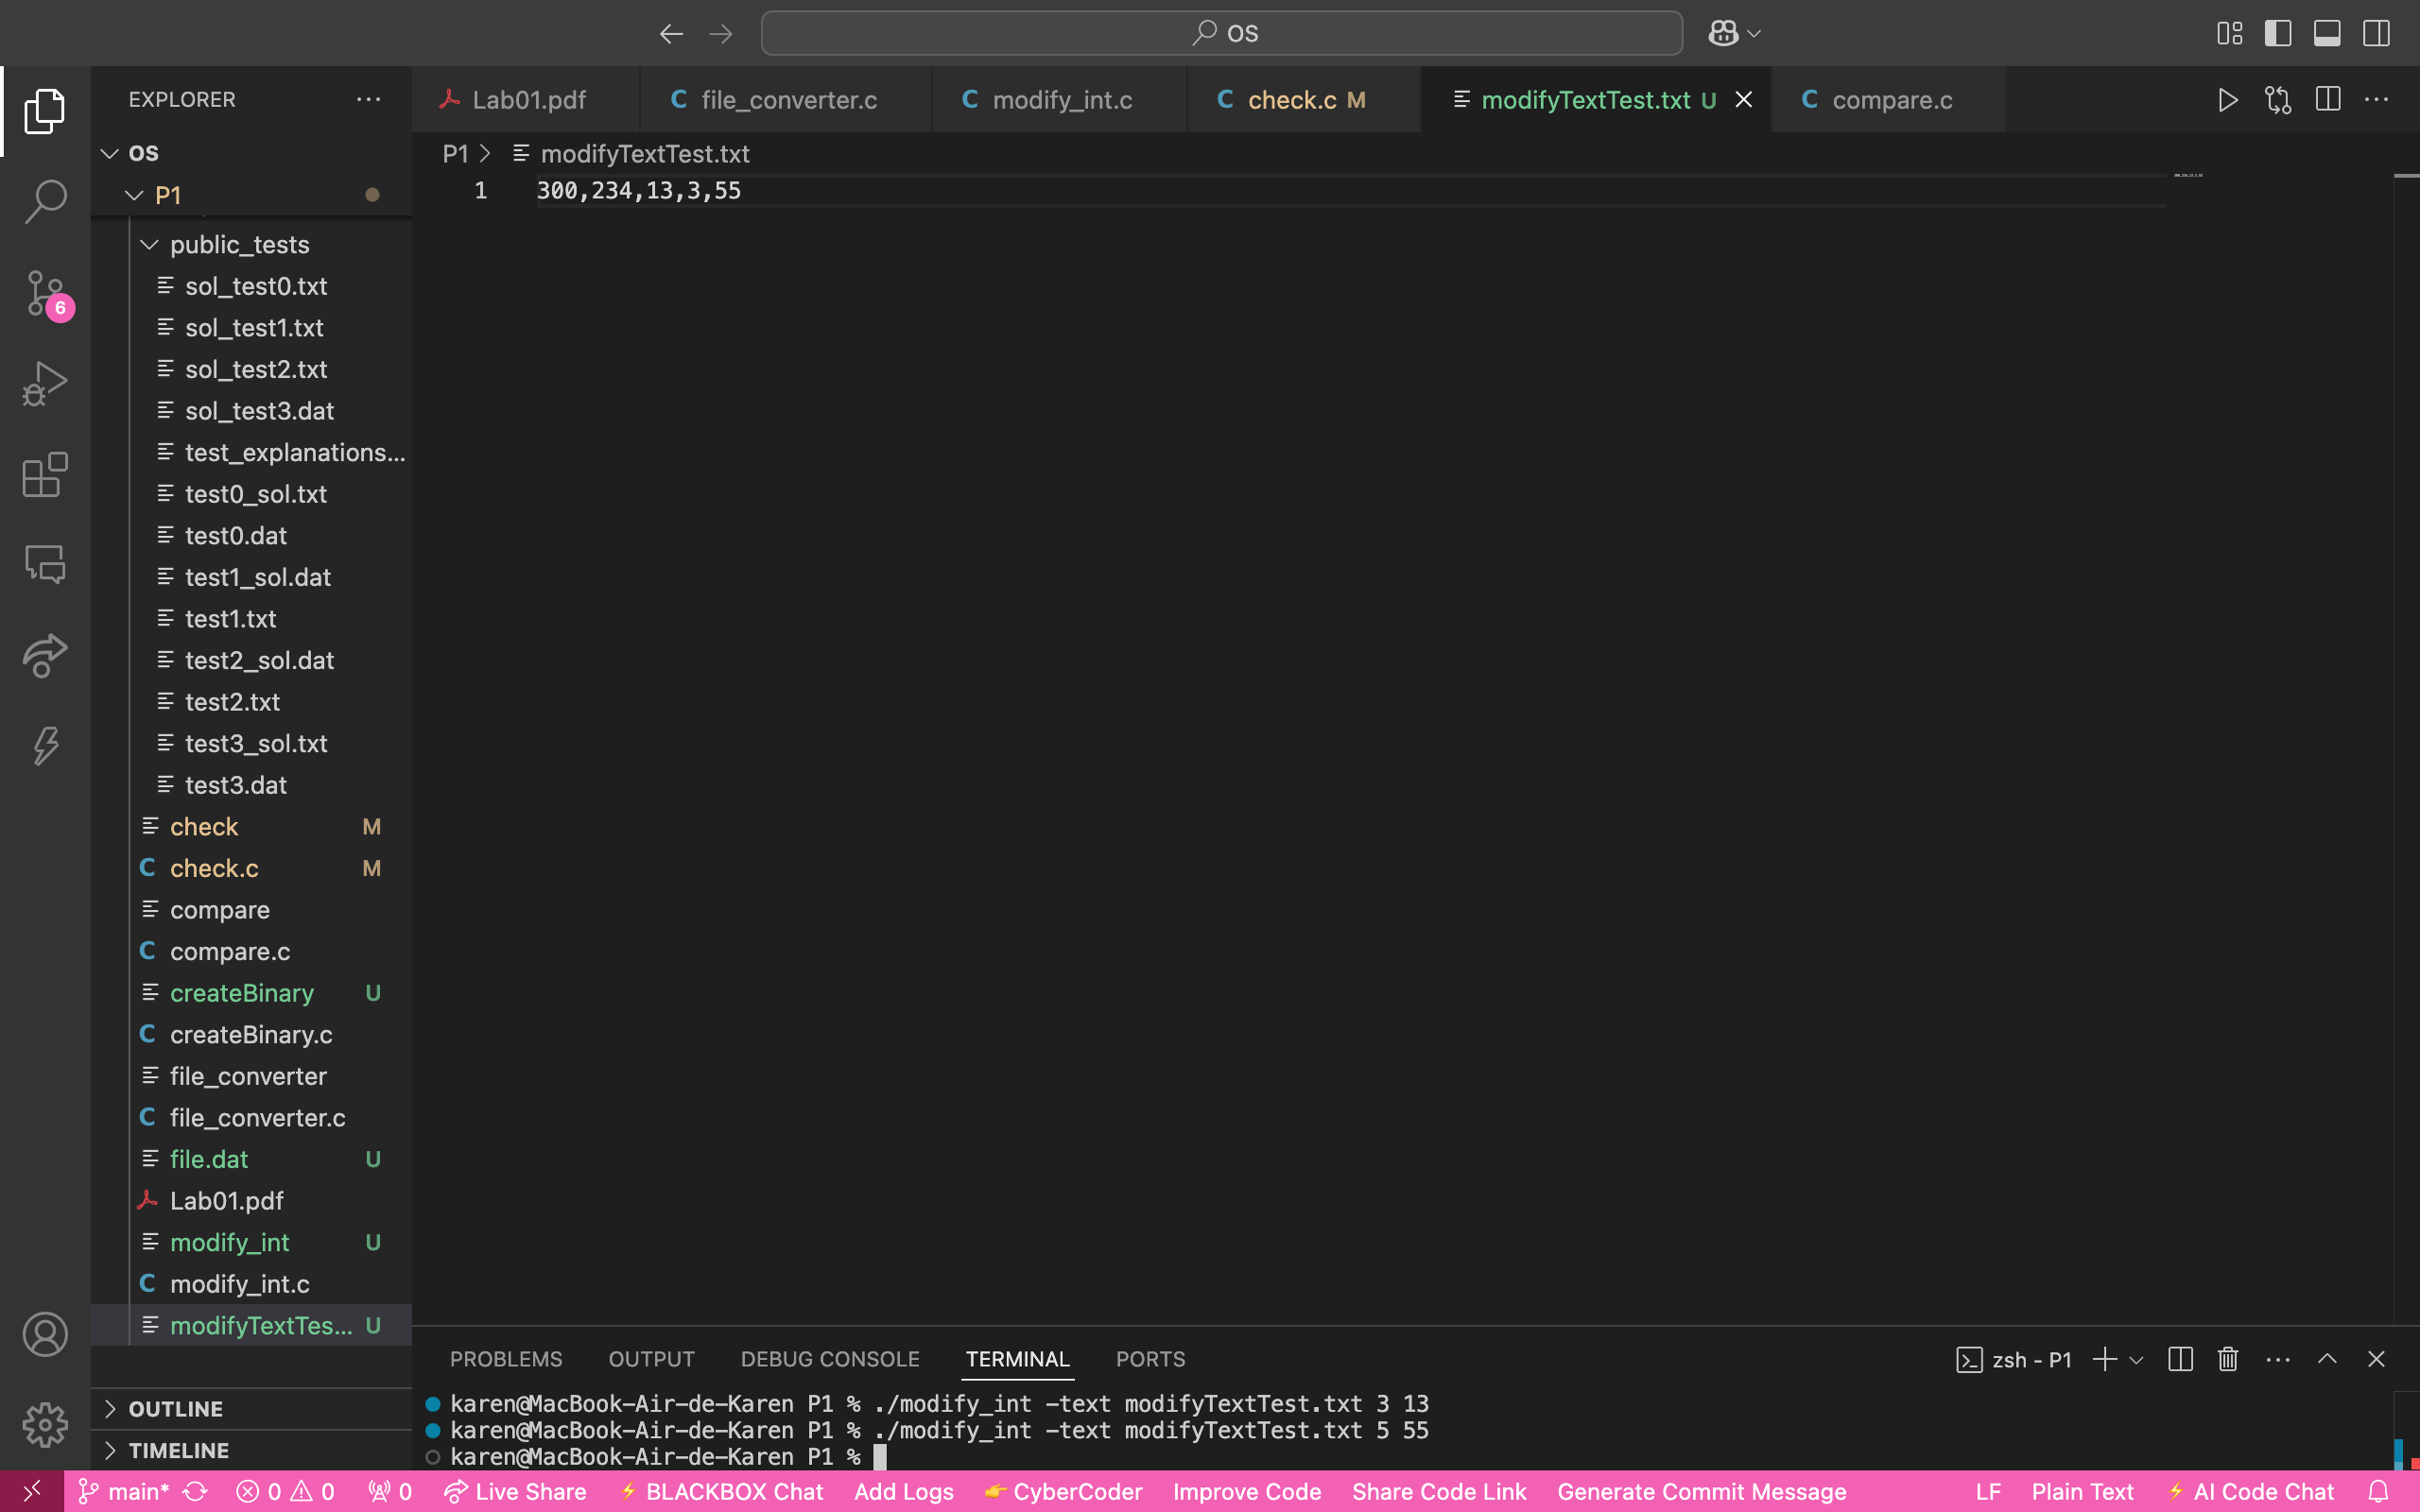 OS
EXPLORER
OS
P1
public_tests
sol_test0.txt
sol_test1.txt
sol_test2.txt
sol_test3.dat
test_explanations...
test0_sol.txt
test0.dat
test1_sol.dat
test1.txt
test2_sol.dat
test2.txt
test3_sol.txt
test3.dat
check M
C check.c M
compare
C compare.c
createBinary U
C createBinary.c
file_converter
C file_converter.c
file.dat U
Lab01.pdf
modify_int U
C modify_int.c
modifyTextTes... U
OUTLINE
TIMELINE
6
Lab01.pdf C file_converter.c C modify_int.c C check.c M modifyTextTest.txt U C compare.c
P1 > modifyTextTest.txt
1 300,234,13,3,55
PROBLEMS OUTPUT DEBUG CONSOLE TERMINAL PORTS
zsh - P1
karen@MacBook-Air-de-Karen P1 % ./modify_int -text modifyTextTest.txt 3 13
karen@MacBook-Air-de-Karen P1 % ./modify_int -text modifyTextTest.txt 5 55
karen@MacBook-Air-de-Karen P1 %
main* 0 0 0 Live Share BLACKBOX Chat Add Logs CyberCoder Improve Code Share Code Link Generate Commit Message LF Plain Text AI Code Chat